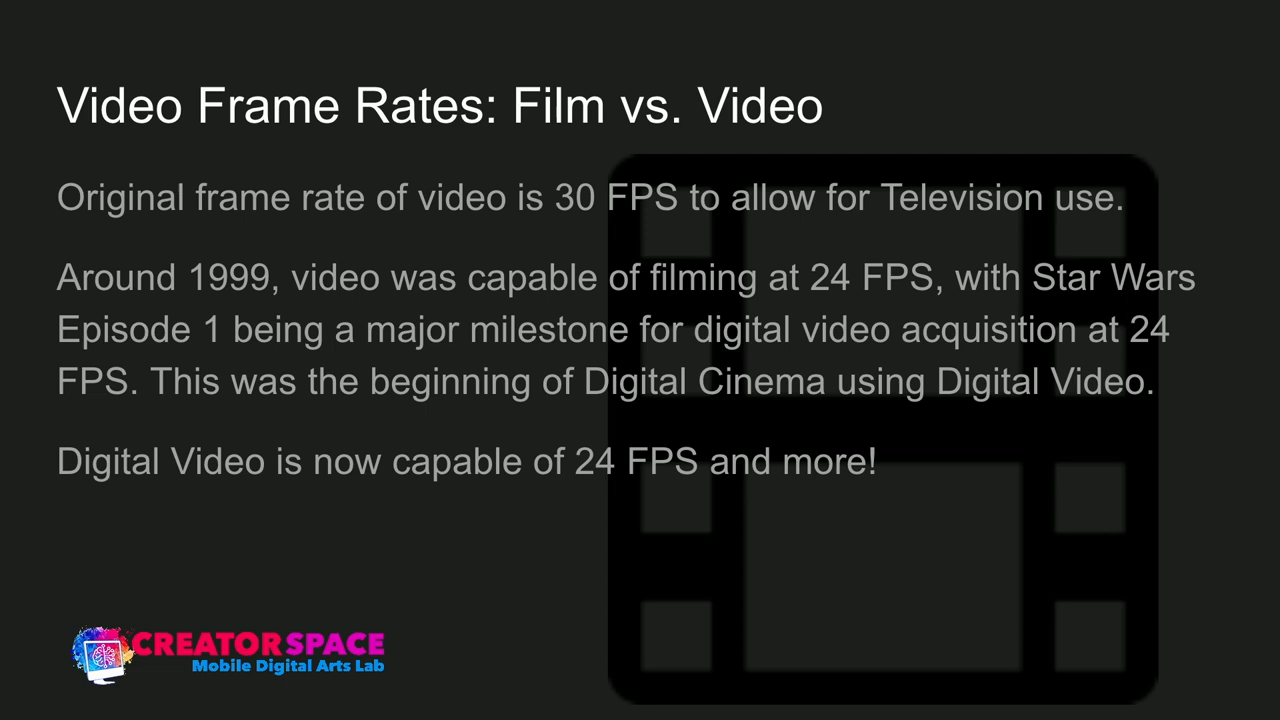 Video Frame Rates: Film vs. Video
Original frame rate of video is 30 FPS to allow for Television use.
Around 1999, video was capable of filming at 24 FPS, with Star Wars
Episode 1 being a major milestone for digital video acquisition at 24
FPS. This was the beginning of Digital Cinema using Digital Video.
Digital Video is now capable of 24 FPS and more!
CREATORSPACE
Mobile Digital Arts Lab